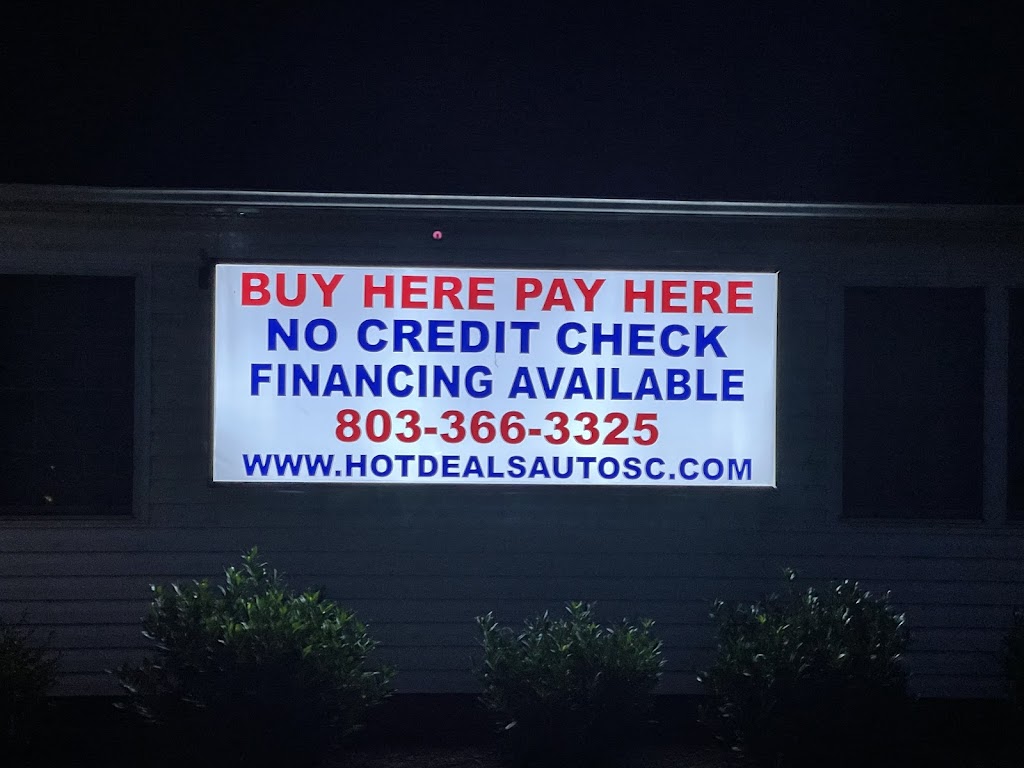 BUY HERE PAY HERE
NO CREDIT CHECK
FINANCING AVAILABLE
803-366-3325
WWW.HOTDEALSAUTOSC.COM